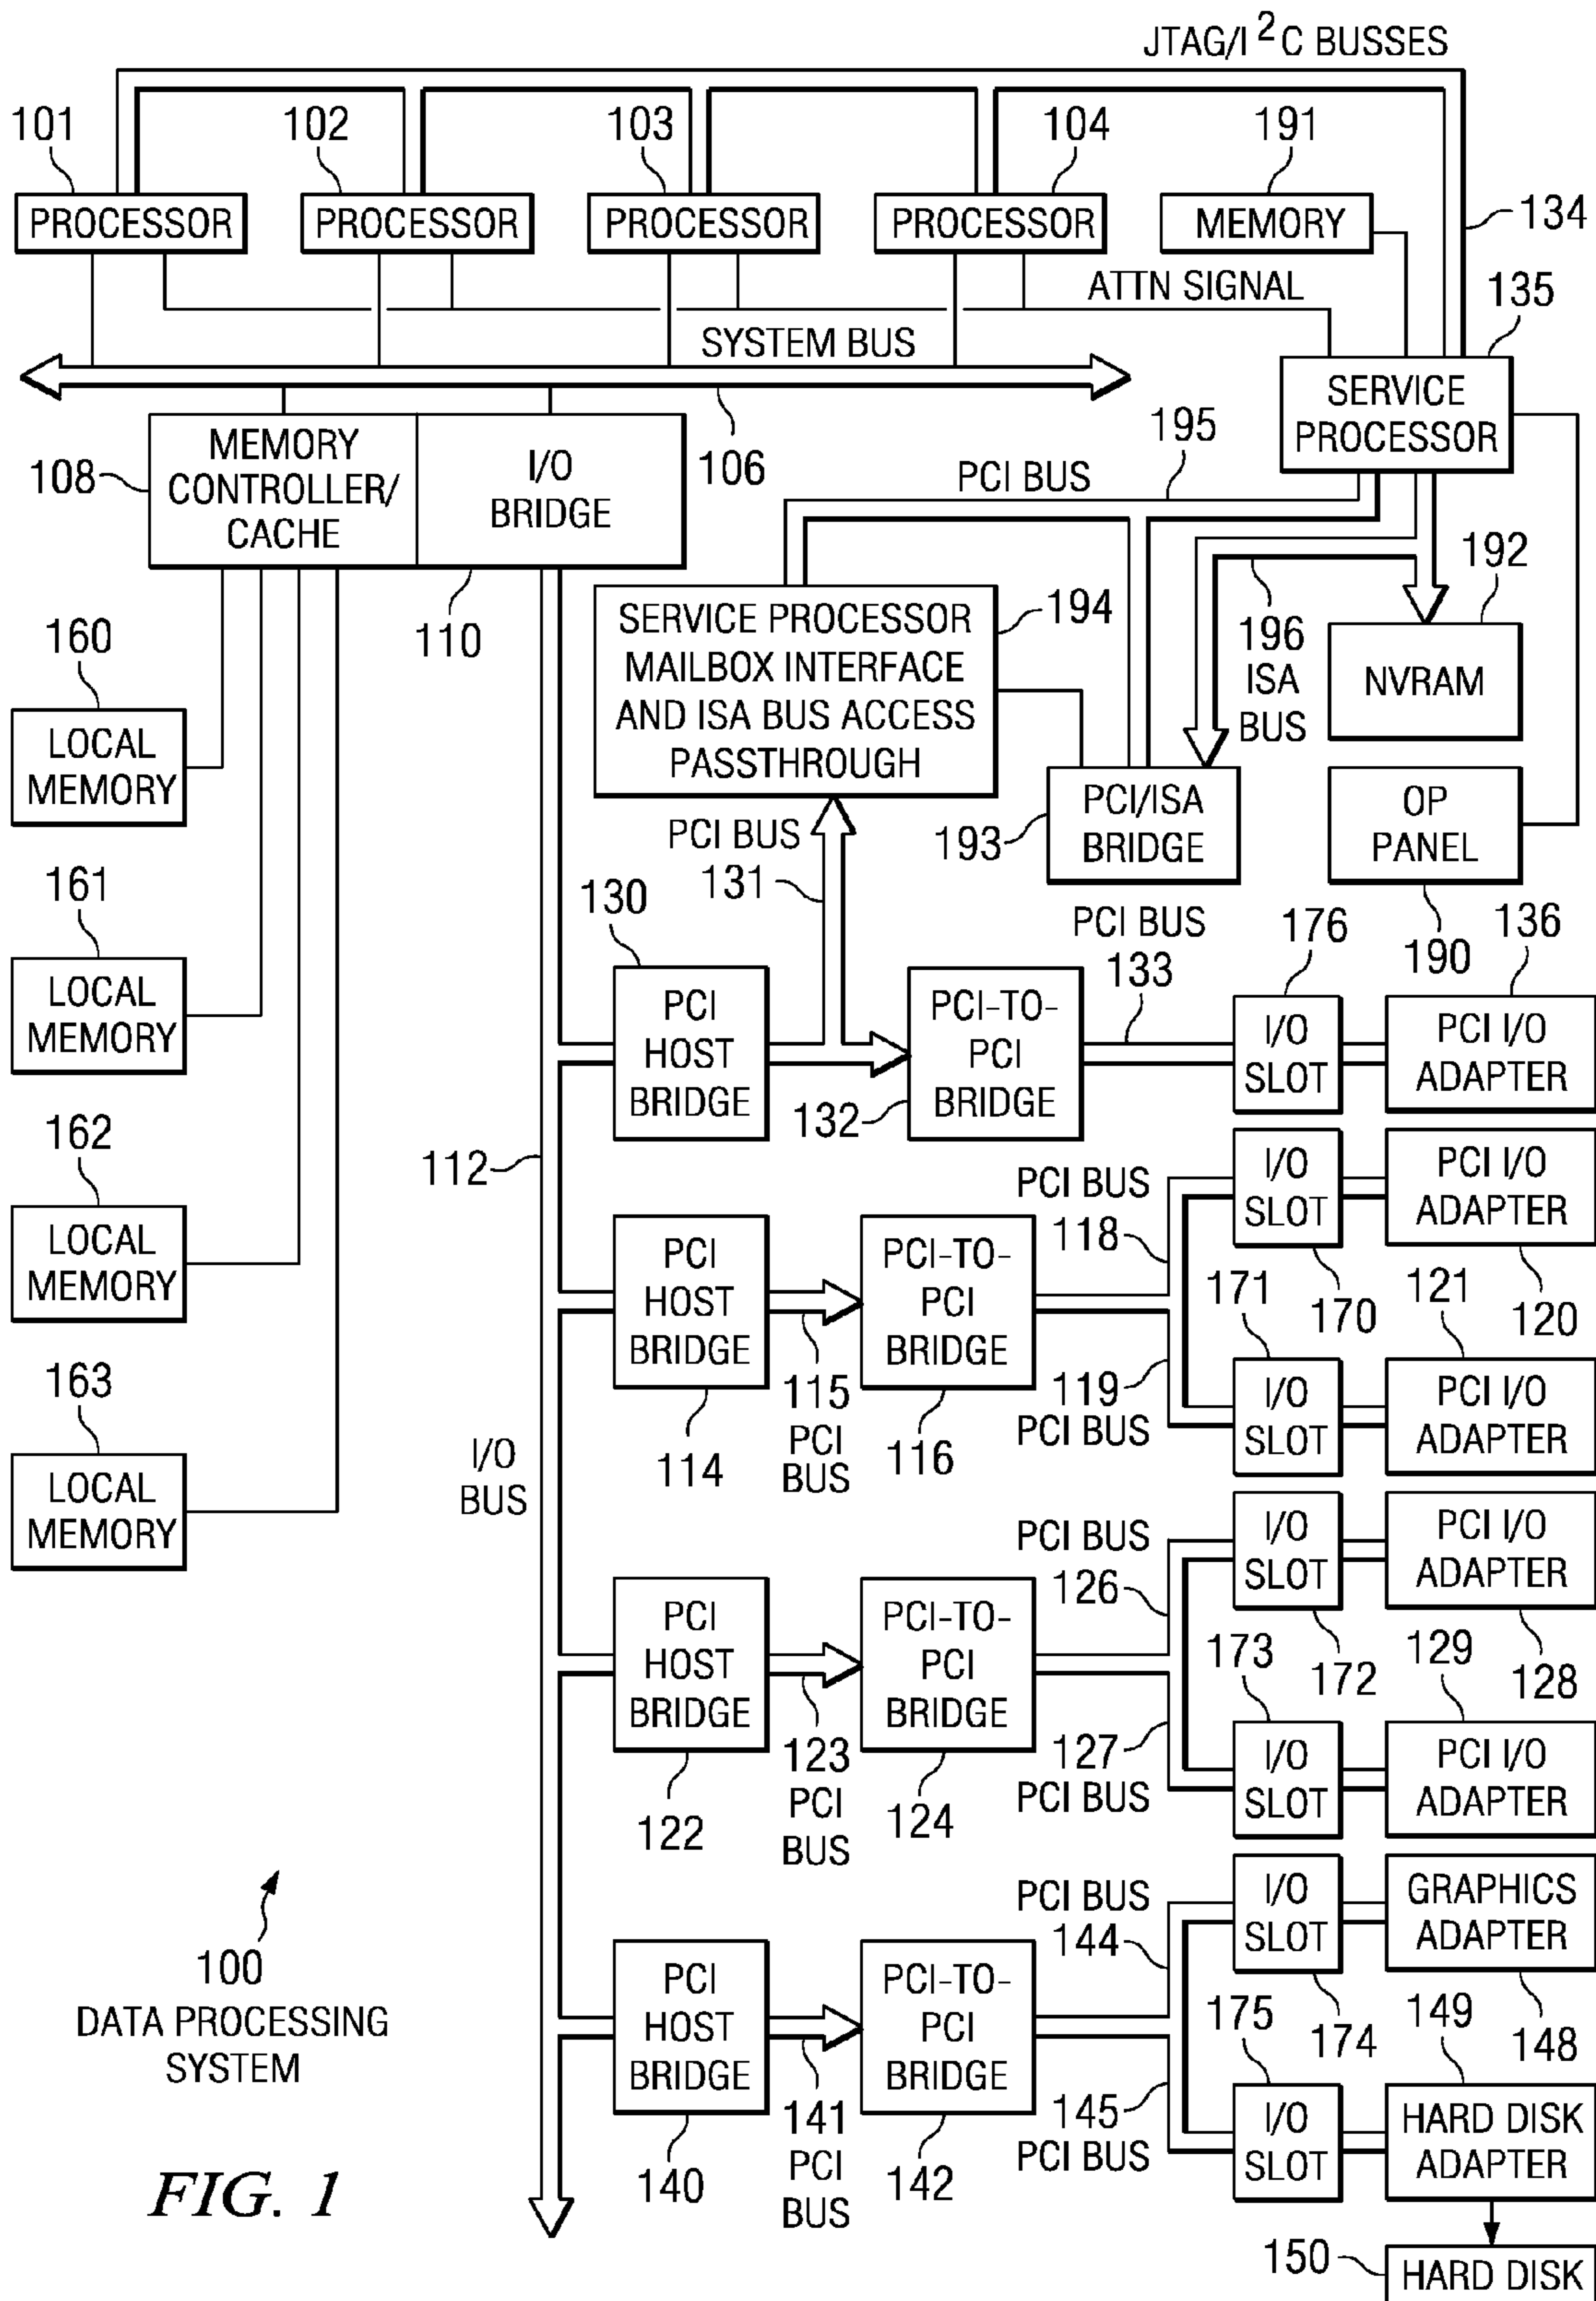 JTAG/I 2C BUSSES
101
102
103
104
191
PROCESSOR
PROCESSOR
PROCESSOR
PROCESSOR
MEMORY
134
ATTN SIGNAL
135
SYSTEM BUS
SERVICE
PROCESSOR
195
108
MEMORY
CONTROLLER/
CACHE
I/O
BRIDGE
106
PCI BUS
192
110
SERVICE PROCESSOR
MAILBOX INTERFACE
AND ISA BUS ACCESS
PASSTHROUGH
194
196
ISA
BUS
NVRAM
160
LOCAL
MEMORY
PCI BUS
131
193
PCI/ISA
BRIDGE
OP
PANEL
190
161
LOCAL
MEMORY
130
PCI
HOST
BRIDGE
132
PCI-TO-
PCI
BRIDGE
PCI BUS
133
176
I/O
SLOT
136
PCI I/O
ADAPTER
112
162
LOCAL
MEMORY
PCI
HOST
BRIDGE
114
115
PCI
BUS
PCI-TO-
PCI
BRIDGE
116
PCI BUS
118
I/O
SLOT
170
PCI I/O
ADAPTER
120
119
PCI BUS
171
I/O
SLOT
121
PCI I/O
ADAPTER
163
LOCAL
MEMORY
I/O
BUS
PCI
HOST
BRIDGE
122
123
PCI
BUS
PCI-TO-
PCI
BRIDGE
124
PCI BUS
126
I/O
SLOT
172
PCI I/O
ADAPTER
128
127
PCI BUS
173
I/O
SLOT
129
PCI I/O
ADAPTER
100
DATA PROCESSING
SYSTEM
PCI
HOST
BRIDGE
140
141
PCI
BUS
PCI-TO-
PCI
BRIDGE
142
PCI BUS
144
I/O
SLOT
174
GRAPHICS
ADAPTER
148
145
PCI BUS
175
I/O
SLOT
149
HARD DISK
ADAPTER
150
HARD DISK
FIG. 1